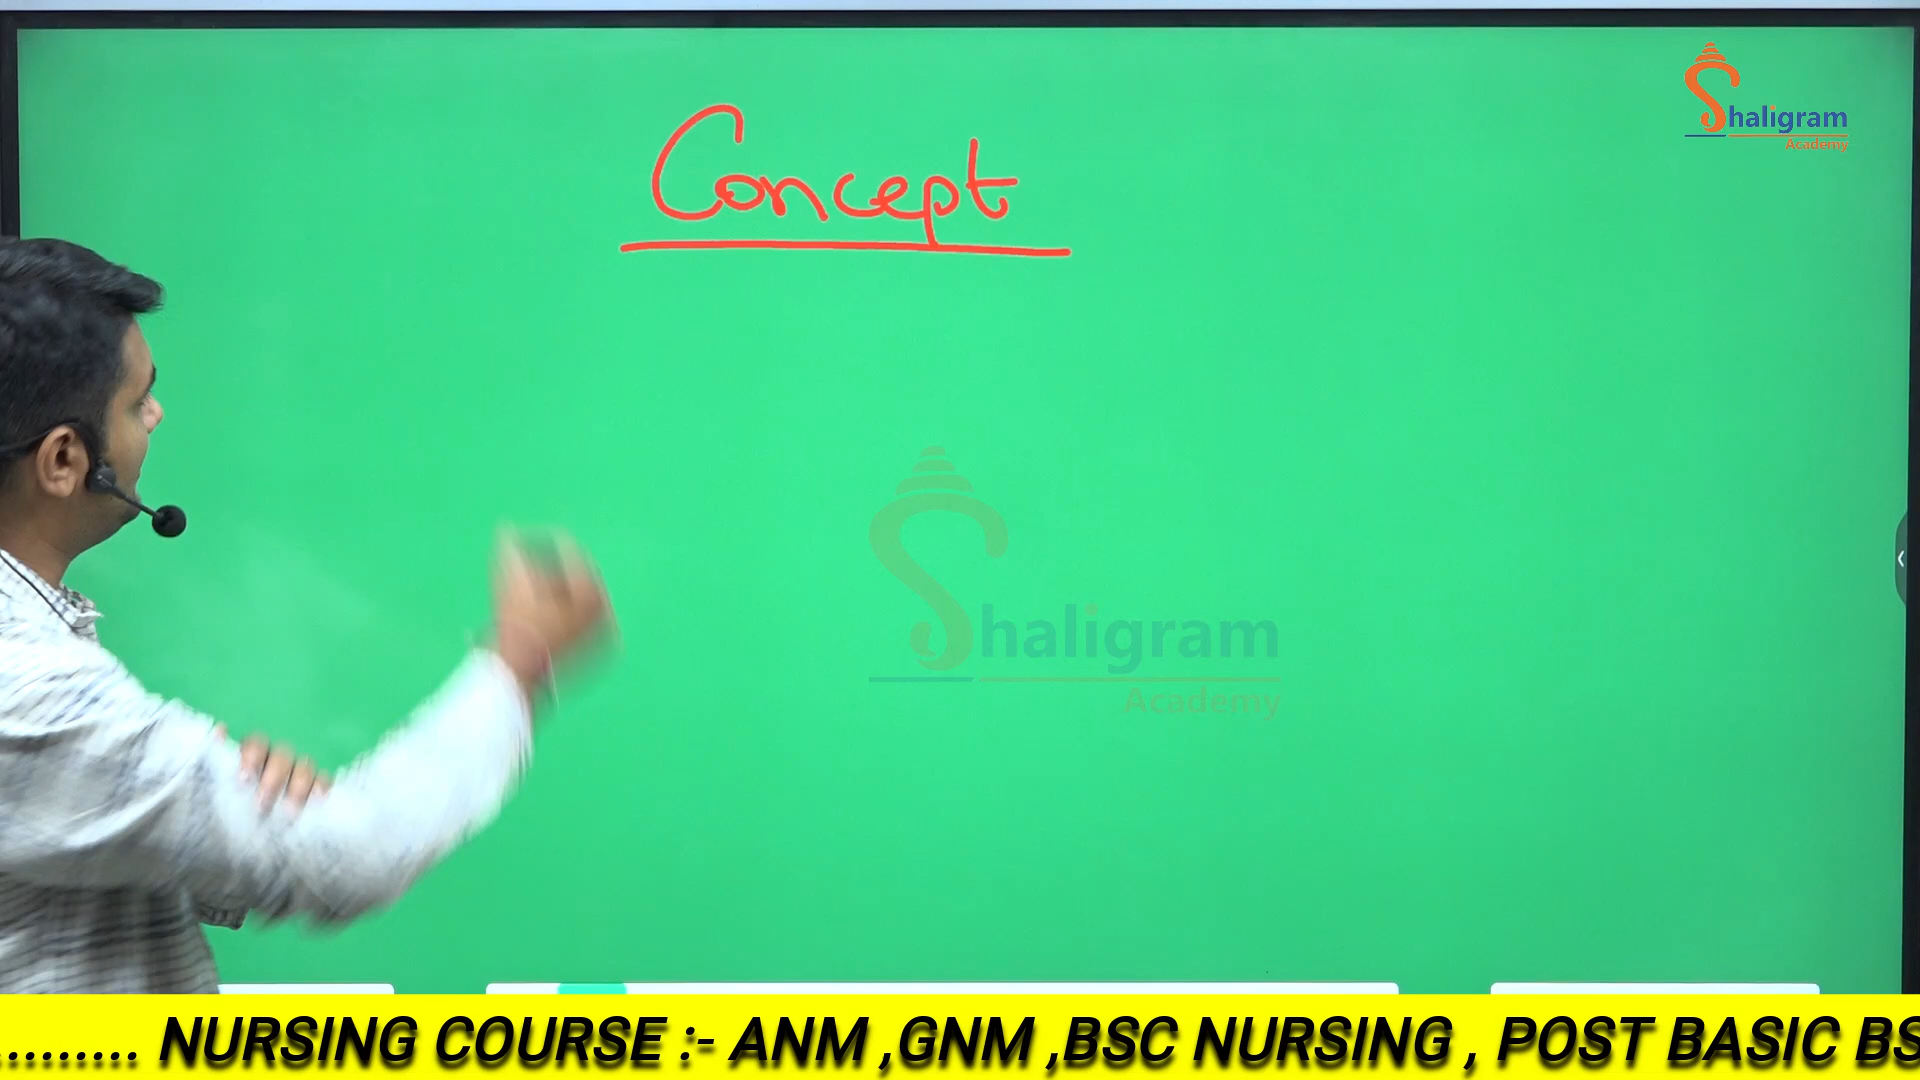 Shaligram
Academy
Concept
Shaligram
Academy
......... NURSING COURSE :- ANM ,GNM ,BSC NURSING , POST BASIC BS